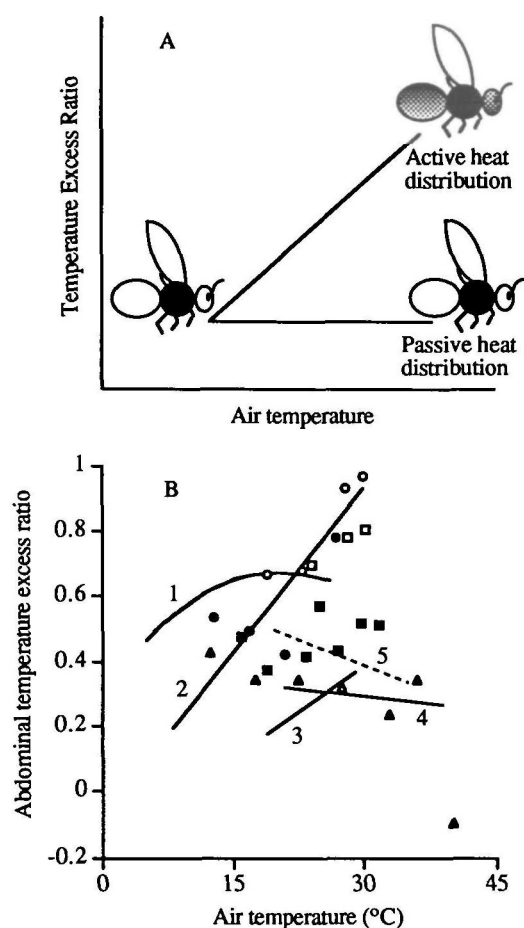 A
Temperature Excess Ratio
Active heat
distribution
Passive heat
distribution
Air temperature
B
Abdominal temperature excess ratio
1
0.8
0.6
0.4
0.2
0
-0.2
1
2
3
4
5
0 15 30 45
Air temperature (°C)